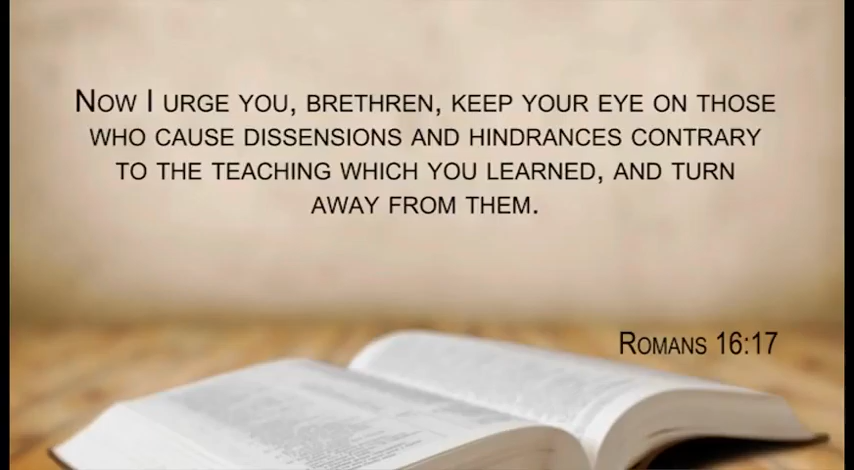 Now I urge you, brethren, keep your eye on those
who cause dissensions and hindrances contrary
to the teaching which you learned, and turn
away from them.
Romans 16:17